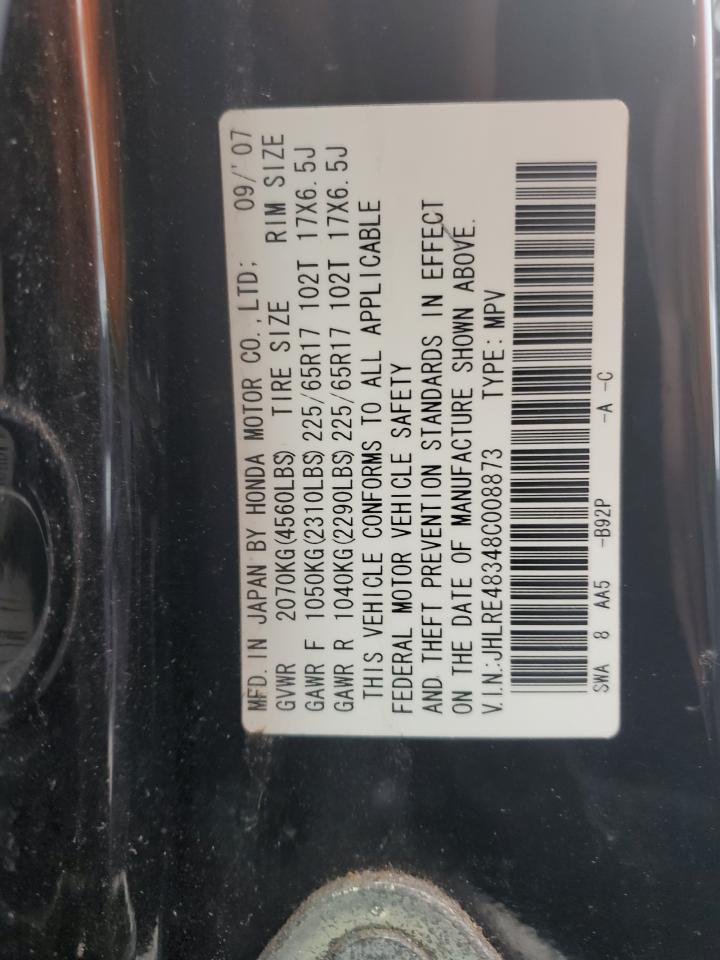 MFD. IN JAPAN BY HONDA MOTOR CO., LTD; 09/'07
GVWR 2070KG(4560LBS) TIRE SIZE RIM SIZE
GAWR F 1050KG(2310LBS) 225/65R17 102T 17X6.5J
GAWR R 1040KG(2290LBS) 225/65R17 102T 17X6.5J
THIS VEHICLE CONFORMS TO ALL APPLICABLE
FEDERAL MOTOR VEHICLE SAFETY
AND THEFT PREVENTION STANDARDS IN EFFECT
ON THE DATE OF MANUFACTURE SHOWN ABOVE.
V.I.N.:JHLRE48348C008873 TYPE: MPV
SWA 8 AA5 -B92P -A -C